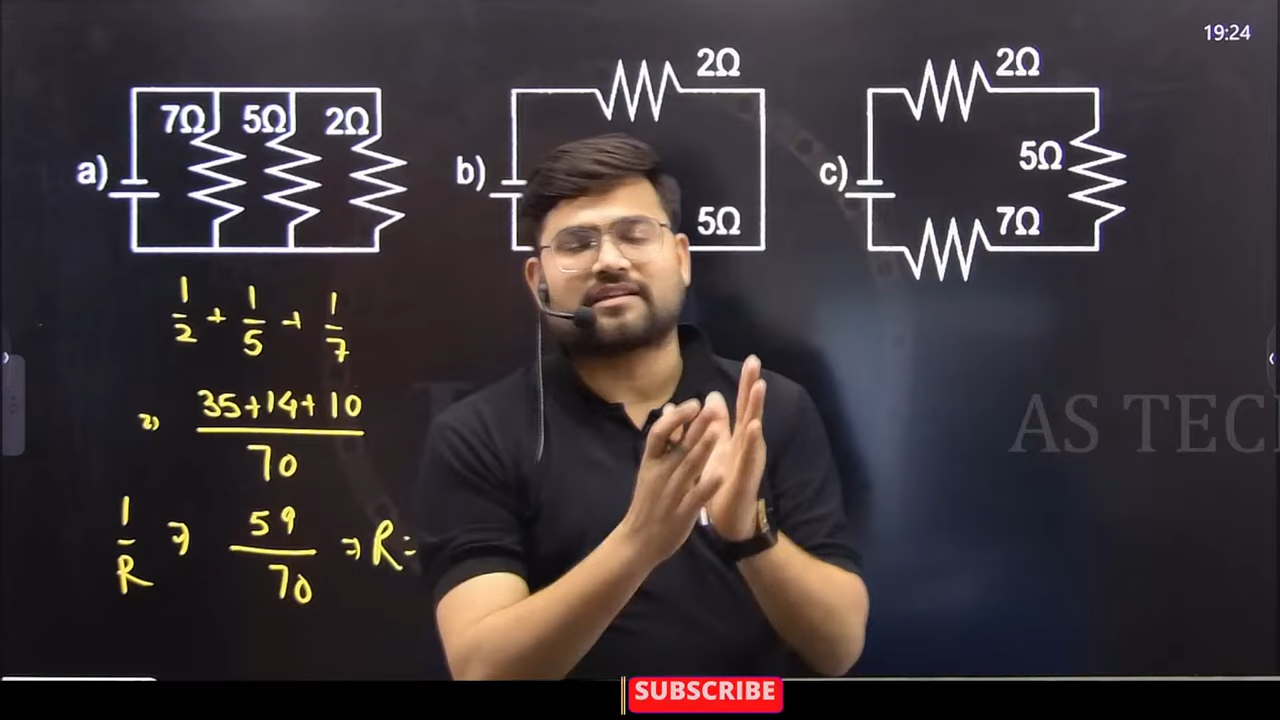 19:24
a) 7Ω 5Ω 2Ω
b) 2Ω 5Ω
c) 2Ω 5Ω 7Ω
1/2 + 1/5 + 1/7
35+14+10 / 70
1/R ⇒ 59/70 ⇒ R=
AS TEC
SUBSCRIBE